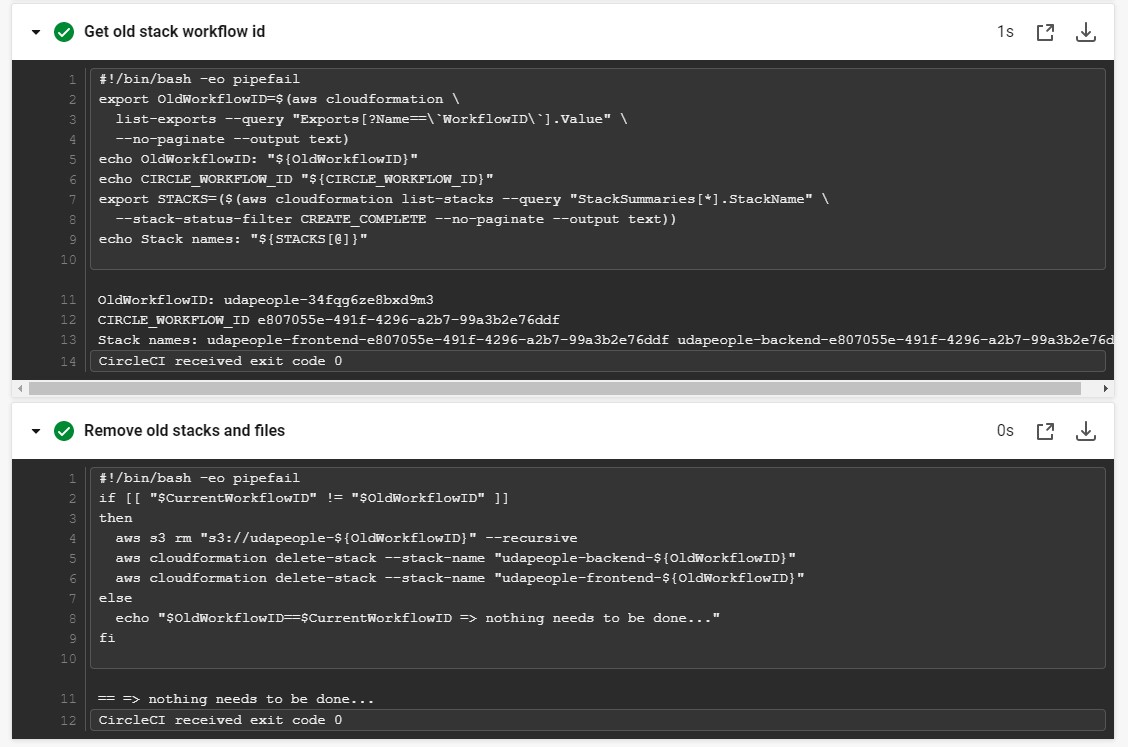 Get old stack workflow id
1s
1 #!/bin/bash -eo pipefail
2 export OldWorkflowID=$(aws cloudformation \
3   list-exports --query "Exports[?Name==\`WorkflowID\`].Value" \
4   --no-paginate --output text)
5 echo OldWorkflowID: "${OldWorkflowID}"
6 echo CIRCLE_WORKFLOW_ID "${CIRCLE_WORKFLOW_ID}"
7 export STACKS=($(aws cloudformation list-stacks --query "StackSummaries[*].StackName" \
8   --stack-status-filter CREATE_COMPLETE --no-paginate --output text))
9 echo Stack names: "${STACKS[@]}"
10
11 OldWorkflowID: udapeople-34fqg6ze8bxd9m3
12 CIRCLE_WORKFLOW_ID e807055e-491f-4296-a2b7-99a3b2e76ddf
13 Stack names: udapeople-frontend-e807055e-491f-4296-a2b7-99a3b2e76ddf udapeople-backend-e807055e-491f-4296-a2b7-99a3b2e76d
14 CircleCI received exit code 0
Remove old stacks and files
0s
1 #!/bin/bash -eo pipefail
2 if [[ "$CurrentWorkflowID" != "$OldWorkflowID" ]]
3 then
4   aws s3 rm "s3://udapeople-${OldWorkflowID}" --recursive
5   aws cloudformation delete-stack --stack-name "udapeople-backend-${OldWorkflowID}"
6   aws cloudformation delete-stack --stack-name "udapeople-frontend-${OldWorkflowID}"
7 else
8   echo "$OldWorkflowID==$CurrentWorkflowID => nothing needs to be done..."
9 fi
10
11 == => nothing needs to be done...
12 CircleCI received exit code 0